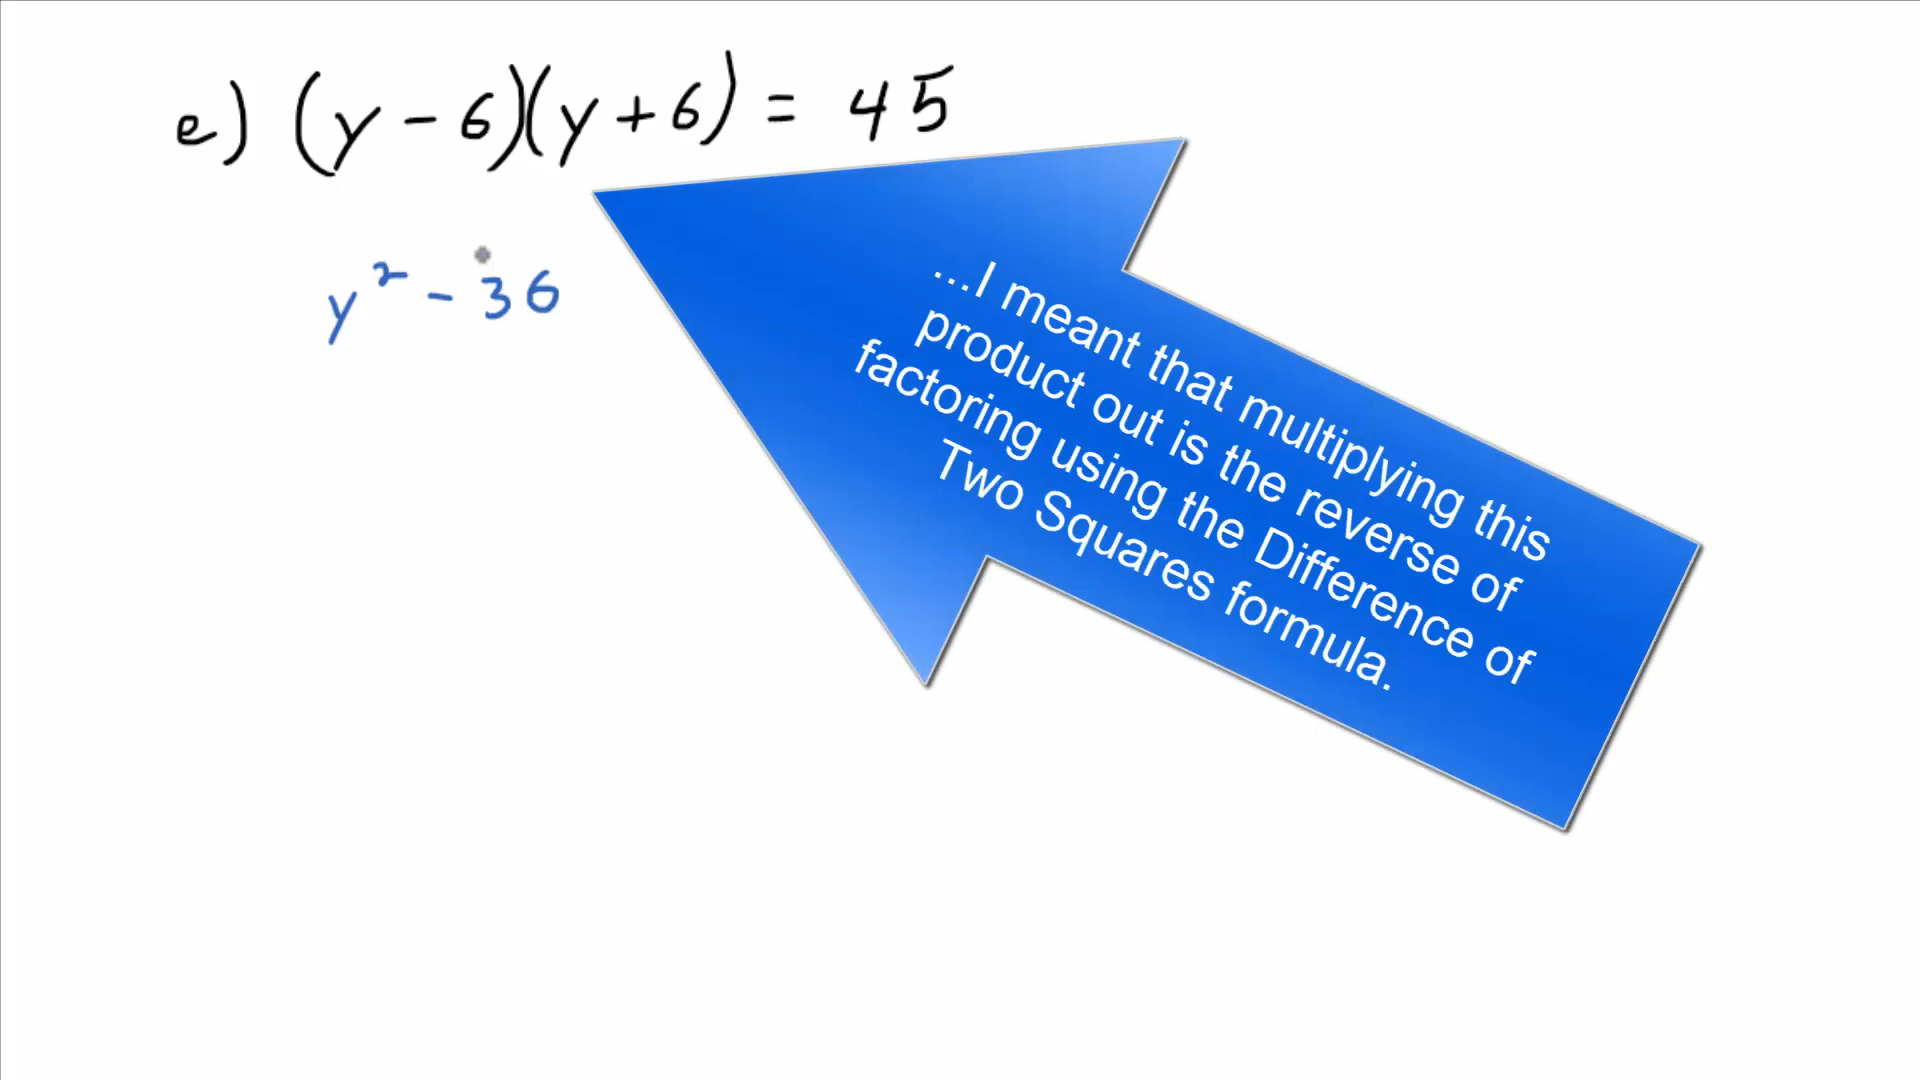 e) (y - 6)(y + 6) = 45
y² - 36
...I meant that multiplying this
product out is the reverse of
factoring using the Difference of
Two Squares formula.